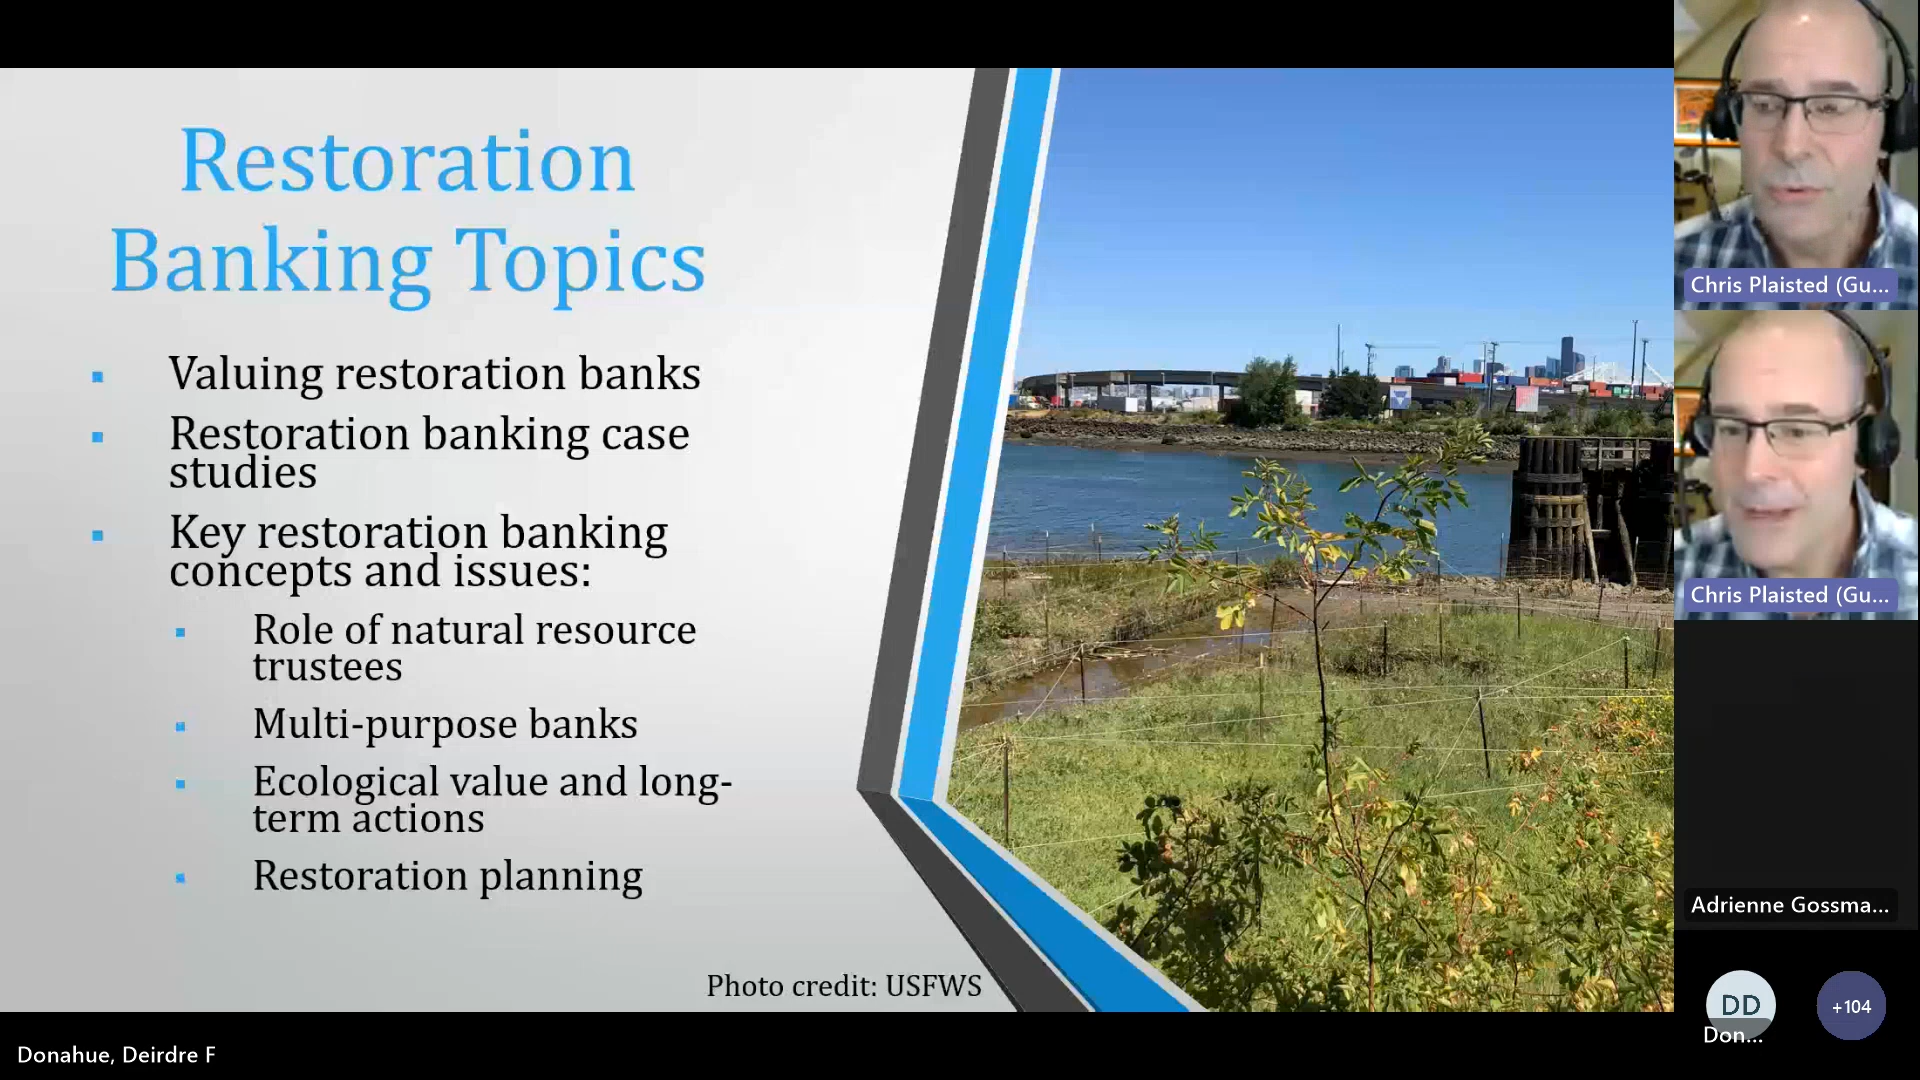 Restoration
Banking Topics
Valuing restoration banks
Restoration banking case
studies
Key restoration banking
concepts and issues:
Role of natural resource
trustees
Multi-purpose banks
Ecological value and long-
term actions
Restoration planning
Photo credit: USFWS
Chris Plaisted (Gu...
Chris Plaisted (Gu...
Adrienne Gossma...
DD
Don...
+104
Donahue, Deirdre F